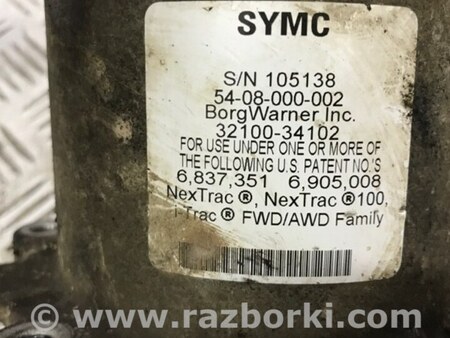 SYMC
S/N 105138
54-08-000-002
BorgWarner Inc.
32100-34102
FOR USE UNDER ONE OR MORE OF
THE FOLLOWING U.S. PATENT NO.'S
6,837,351 6,905,008
NexTrac ®, NexTrac ®100,
I-Trac ® FWD/AWD Family
© www.razborki.com